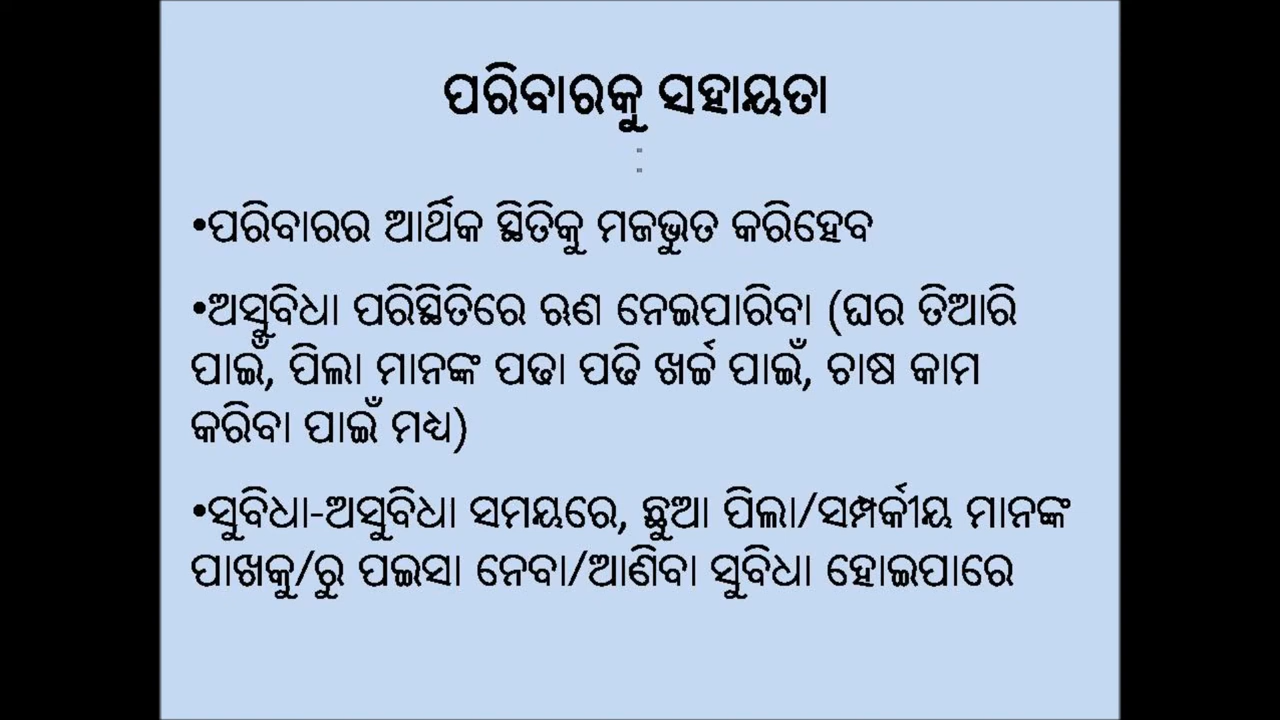 ପରିବାରକୁ ସହାୟତା
•ପରିବାରର ଆର୍ଥିକ ସ୍ଥିତିକୁ ମଜଭୁତ କରିହେବ
•ଅସୁବିଧା ପରିସ୍ଥିତିରେ ଋଣ ନେଇପାରିବା (ଘର ତିଆରି
ପାଇଁ, ପିଲା ମାନଙ୍କ ପଢା ପଢି ଖର୍ଚ୍ଚ ପାଇଁ, ଚାଷ କାମ
କରିବା ପାଇଁ ମଧ୍ୟ)
•ସୁବିଧା-ଅସୁବିଧା ସମୟରେ, ଛୁଆ ପିଲା/ସମ୍ପର୍କୀୟ ମାନଙ୍କ
ପାଖକୁ/ରୁ ପଇସା ନେବା/ଆଣିବା ସୁବିଧା ହୋଇପାରେ